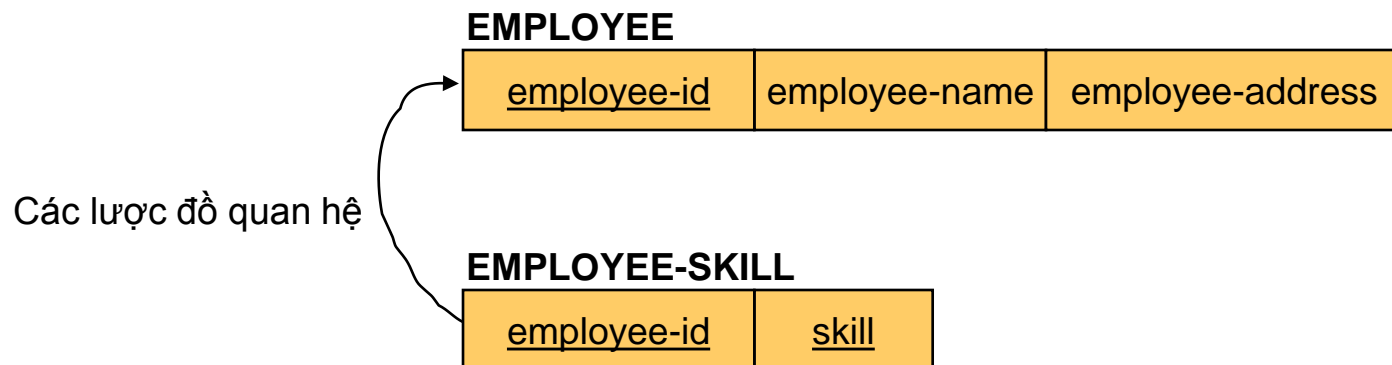 EMPLOYEE
employee-id employee-name employee-address
Các lược đồ quan hệ
EMPLOYEE-SKILL
employee-id skill